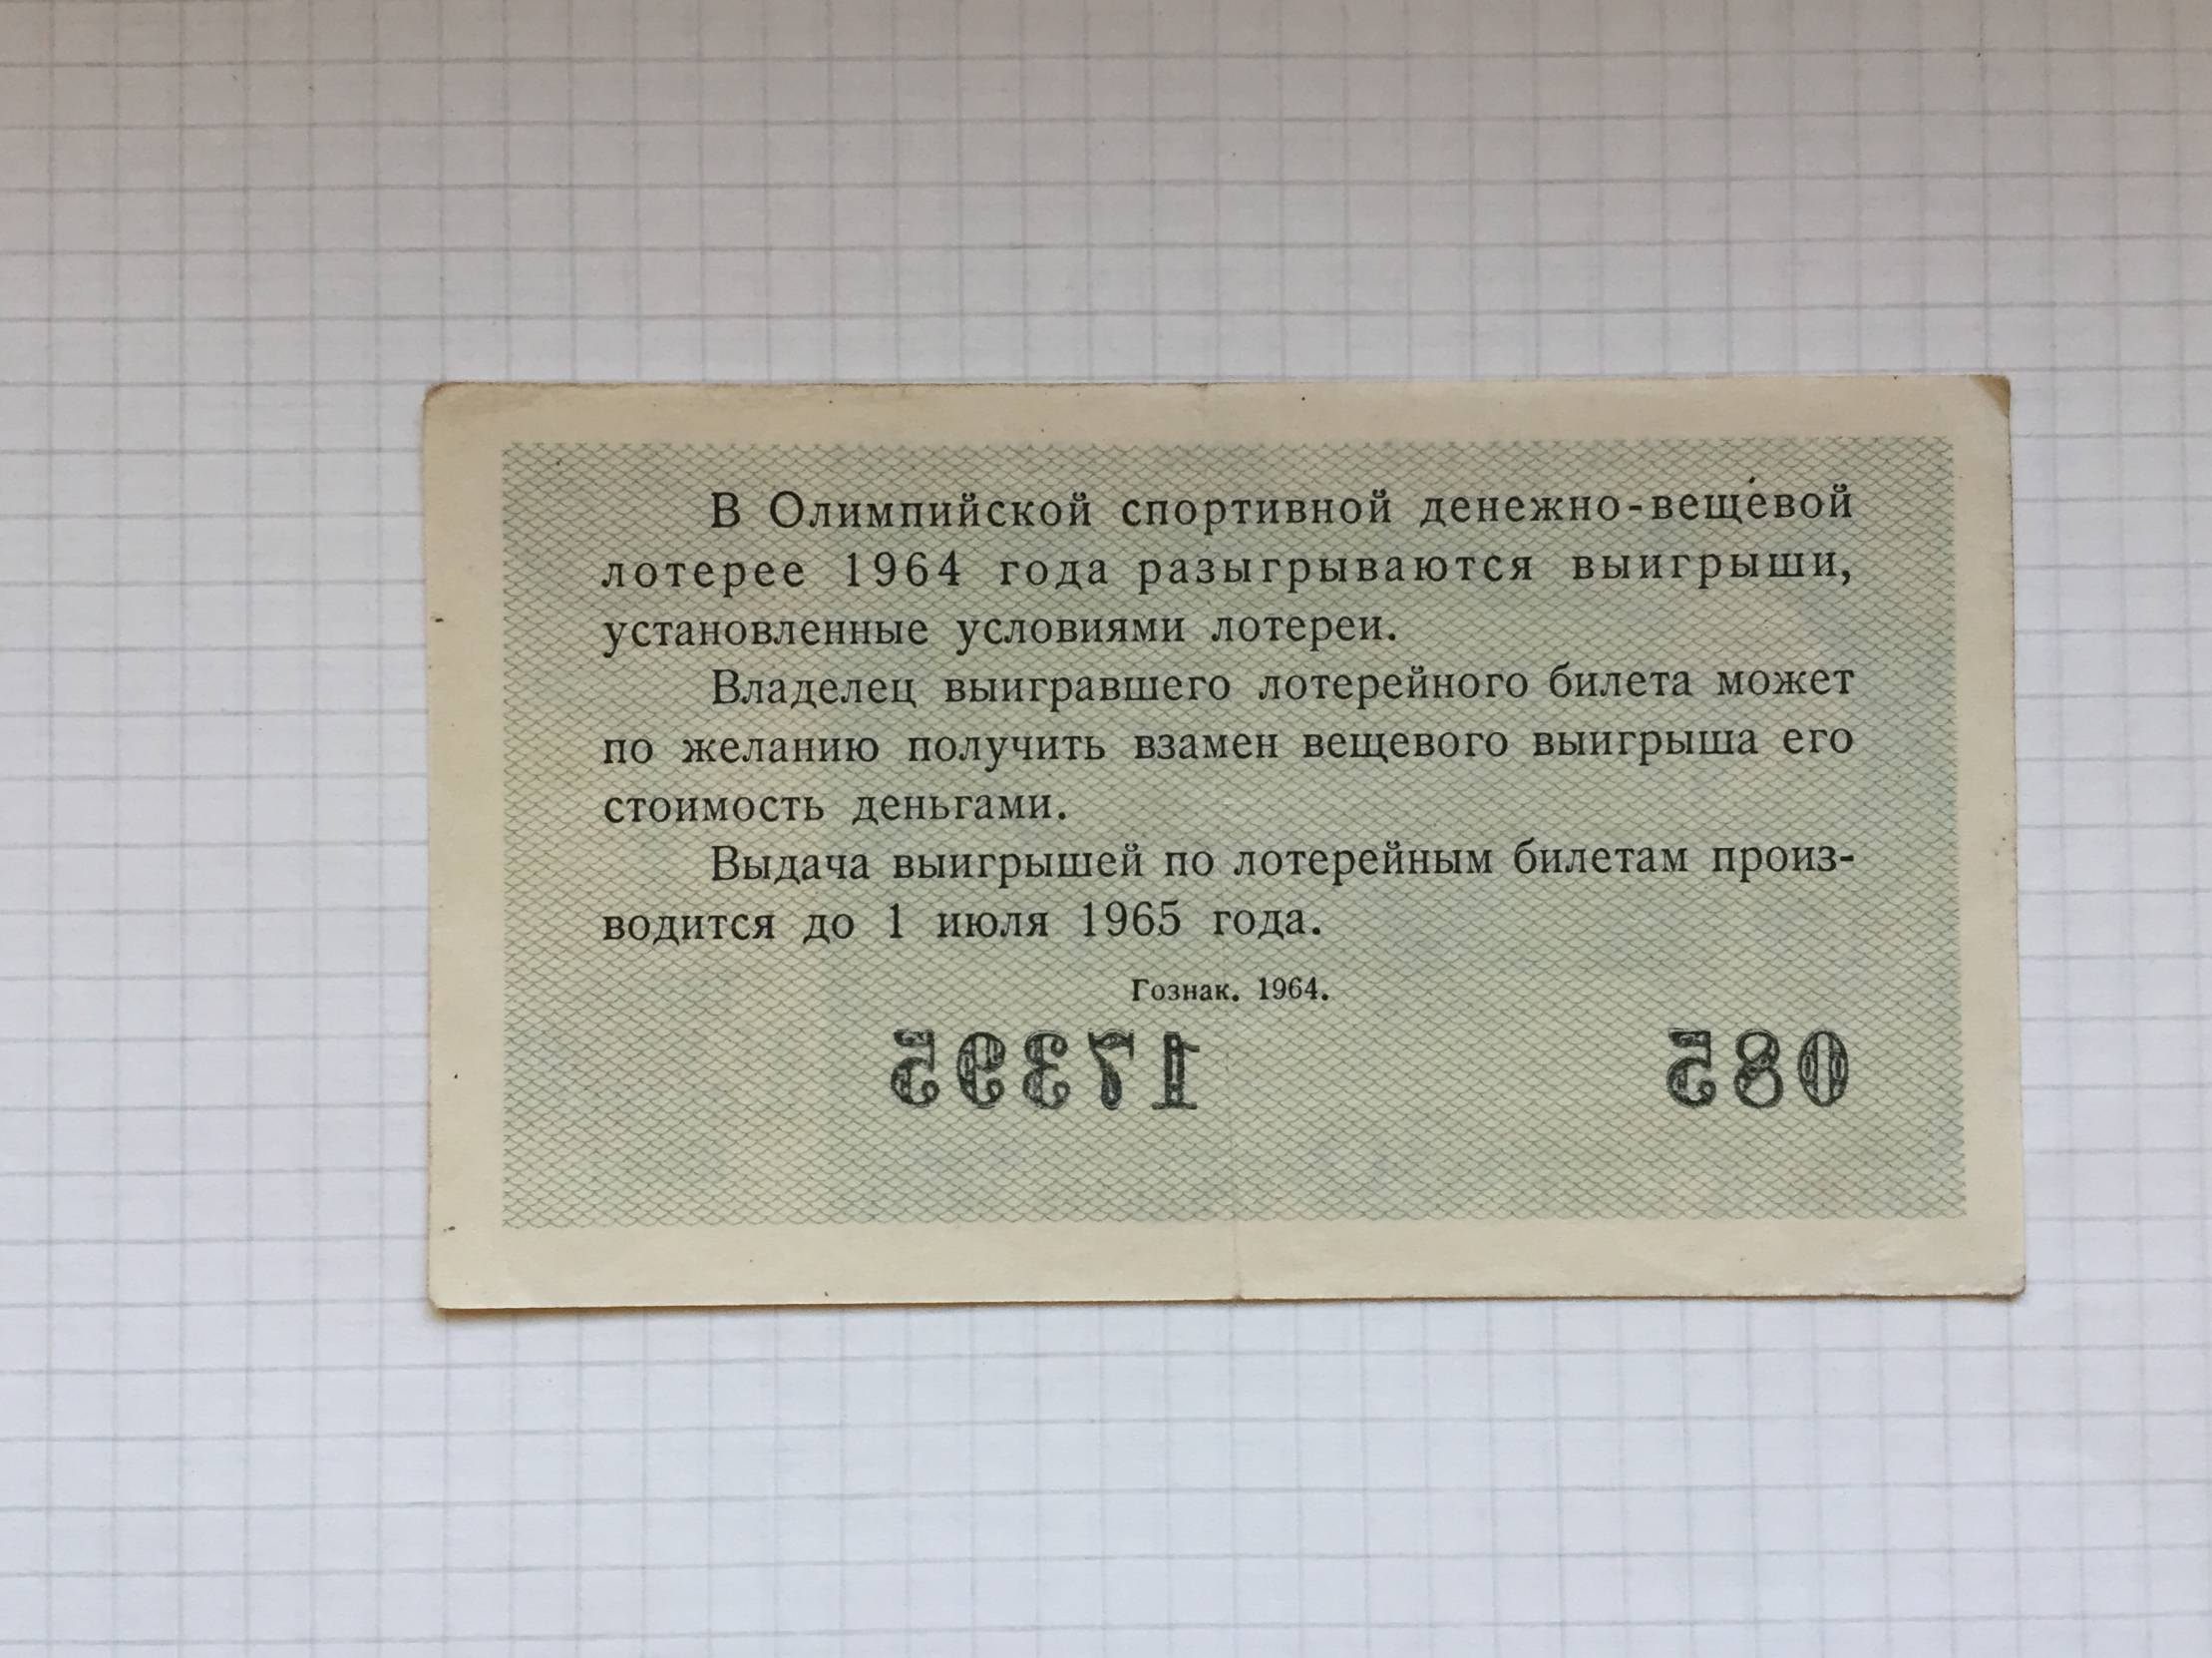 В Олимпийской спортивной денежно-вещевой
лотерее 1964 года разыгрываются выигрыши,
установленные условиями лотереи.
Владелец выигравшего лотерейного билета может
по желанию получить взамен вещевого выигрыша его
стоимость деньгами.
Выдача выигрышей по лотерейным билетам произ-
водится до 1 июля 1965 года.
Гознак. 1964.
17395 085